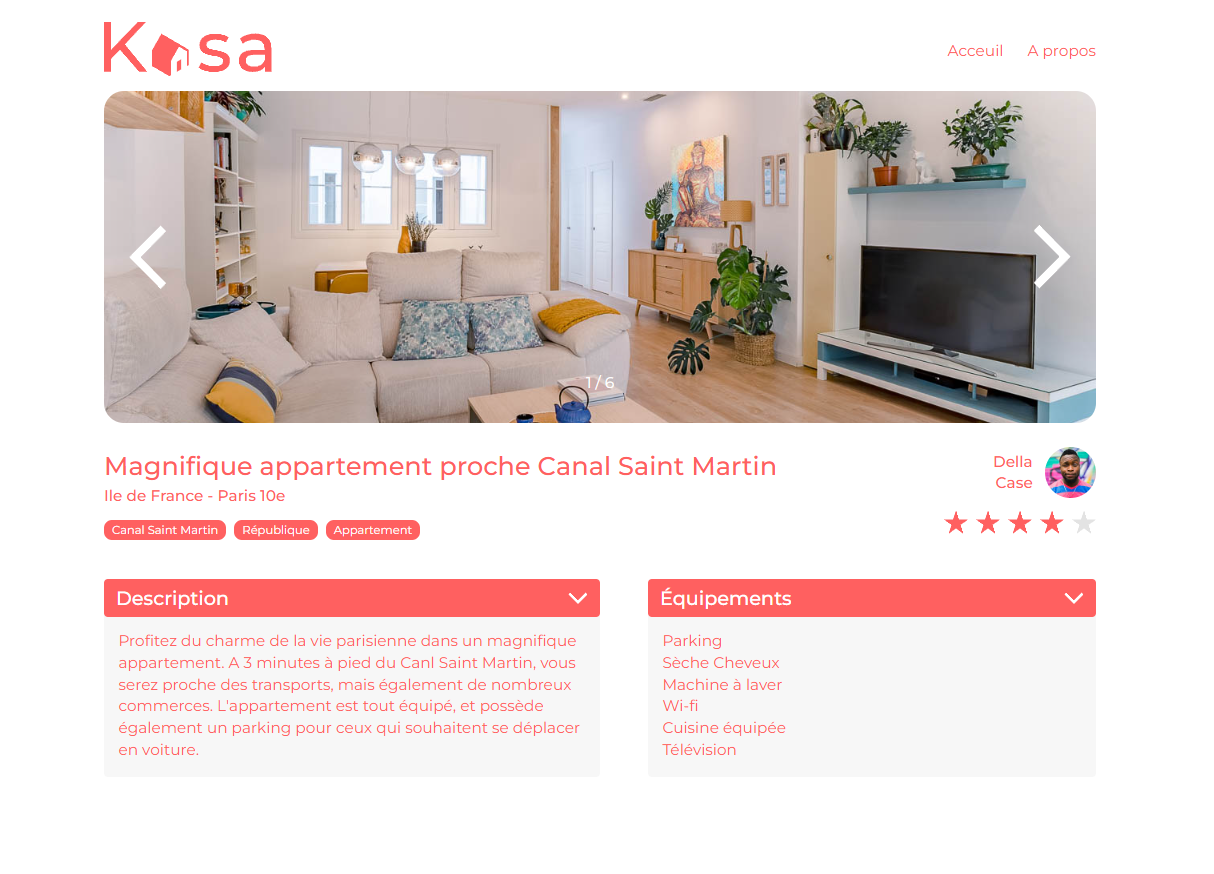 Kasa
Acceuil A propos
1 / 6
Magnifique appartement proche Canal Saint Martin
Ile de France - Paris 10e
Canal Saint Martin République Appartement
Della
Case
Description
Profitez du charme de la vie parisienne dans un magnifique
appartement. A 3 minutes à pied du Canl Saint Martin, vous
serez proche des transports, mais également de nombreux
commerces. L'appartement est tout équipé, et possède
également un parking pour ceux qui souhaitent se déplacer
en voiture.
Équipements
Parking
Sèche Cheveux
Machine à laver
Wi-fi
Cuisine équipée
Télévision